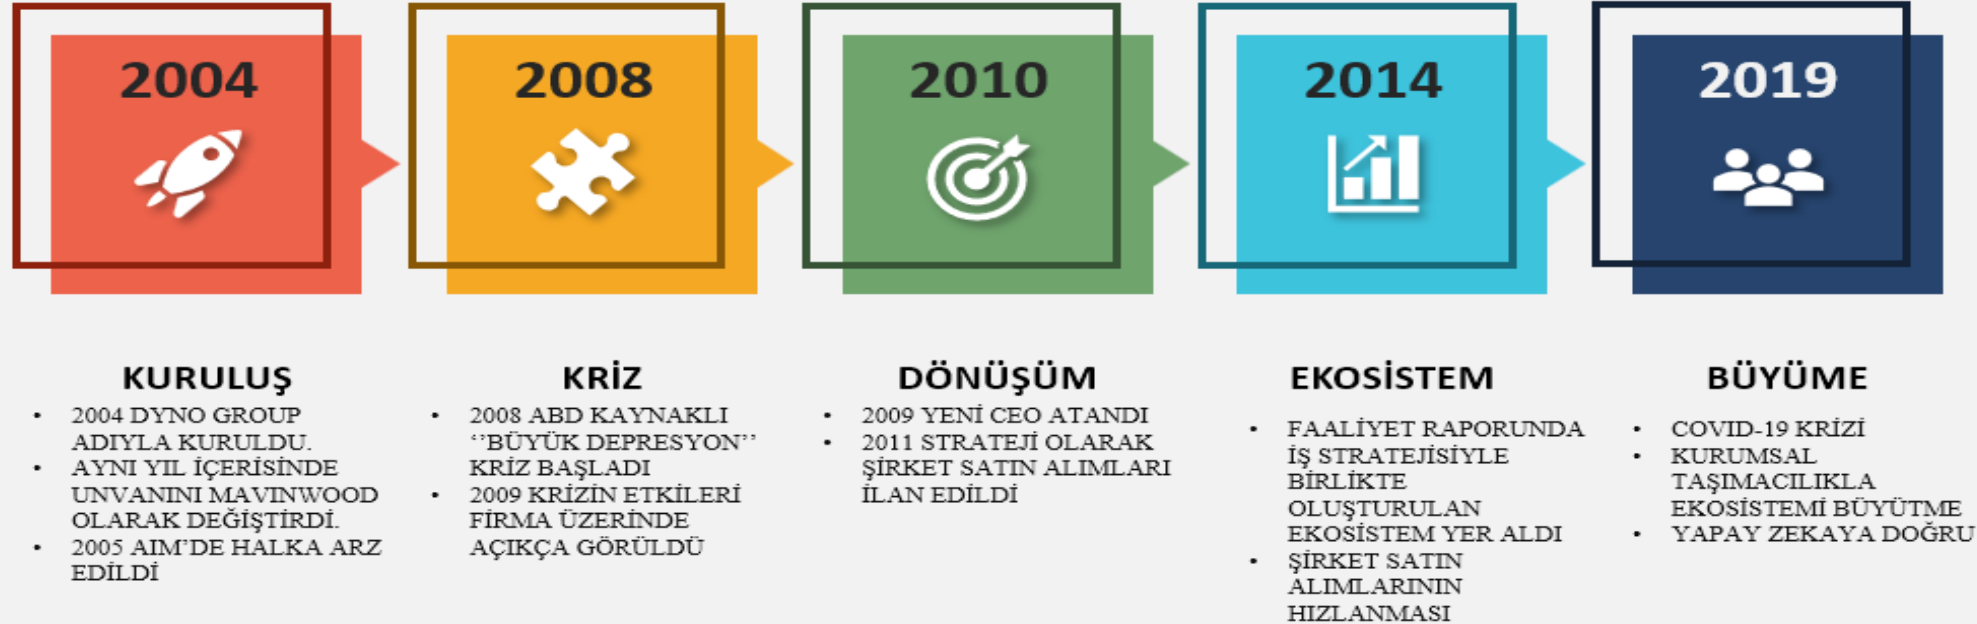 2004
2008
2010
2014
2019
KURULUŞ
• 2004 DYNO GROUP
ADIYLA KURULDU.
• AYNI YIL İÇERİSİNDE
UNVANINI MAVINWOOD
OLARAK DEĞİŞTİRDİ.
• 2005 AIM'DE HALKA ARZ
EDİLDİ
KRİZ
• 2008 ABD KAYNAKLI
‘’BÜYÜK DEPRESYON’’
KRİZ BAŞLADI
• 2009 KRİZİN ETKİLERİ
FİRMA ÜZERİNDE
AÇIKÇA GÖRÜLDÜ
DÖNÜŞÜM
• 2009 YENİ CEO ATANDI
• 2011 STRATEJİ OLARAK
ŞİRKET SATIN ALIMLARI
İLAN EDİLDİ
EKOSİSTEM
• FAALİYET RAPORUNDA
İŞ STRATEJİSİYLE
BİRLİKTE
OLUŞTURULAN
EKOSİSTEM YER ALDI
• ŞİRKET SATIN
ALIMLARININ
HIZLANMASI
BÜYÜME
• COVID-19 KRİZİ
• KURUMSAL
TAŞIMACILIKLA
EKOSİSTEMİ BÜYÜTME
• YAPAY ZEKAYA DOĞRU